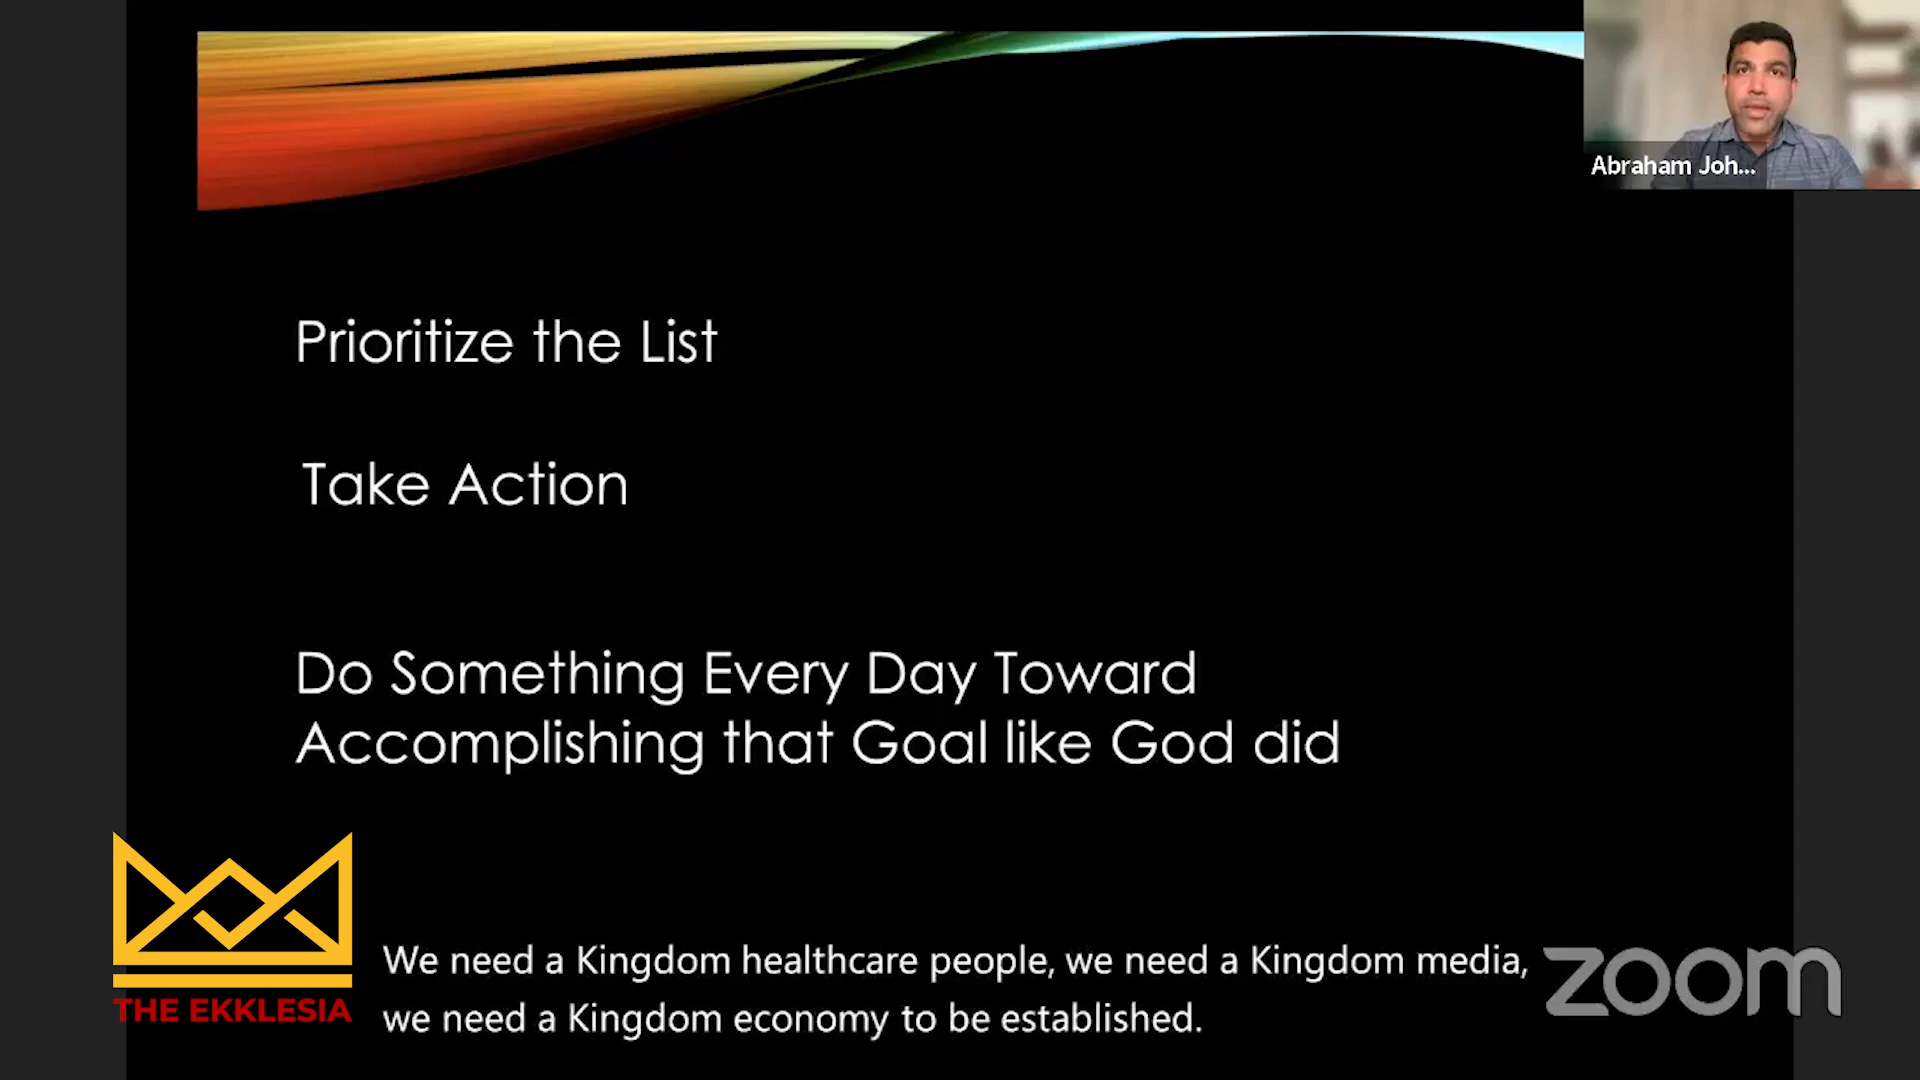 Abraham Joh...
Prioritize the List
Take Action
Do Something Every Day Toward
Accomplishing that Goal like God did
THE EKKLESIA
We need a Kingdom healthcare people, we need a Kingdom media,
we need a Kingdom economy to be established.
zoom